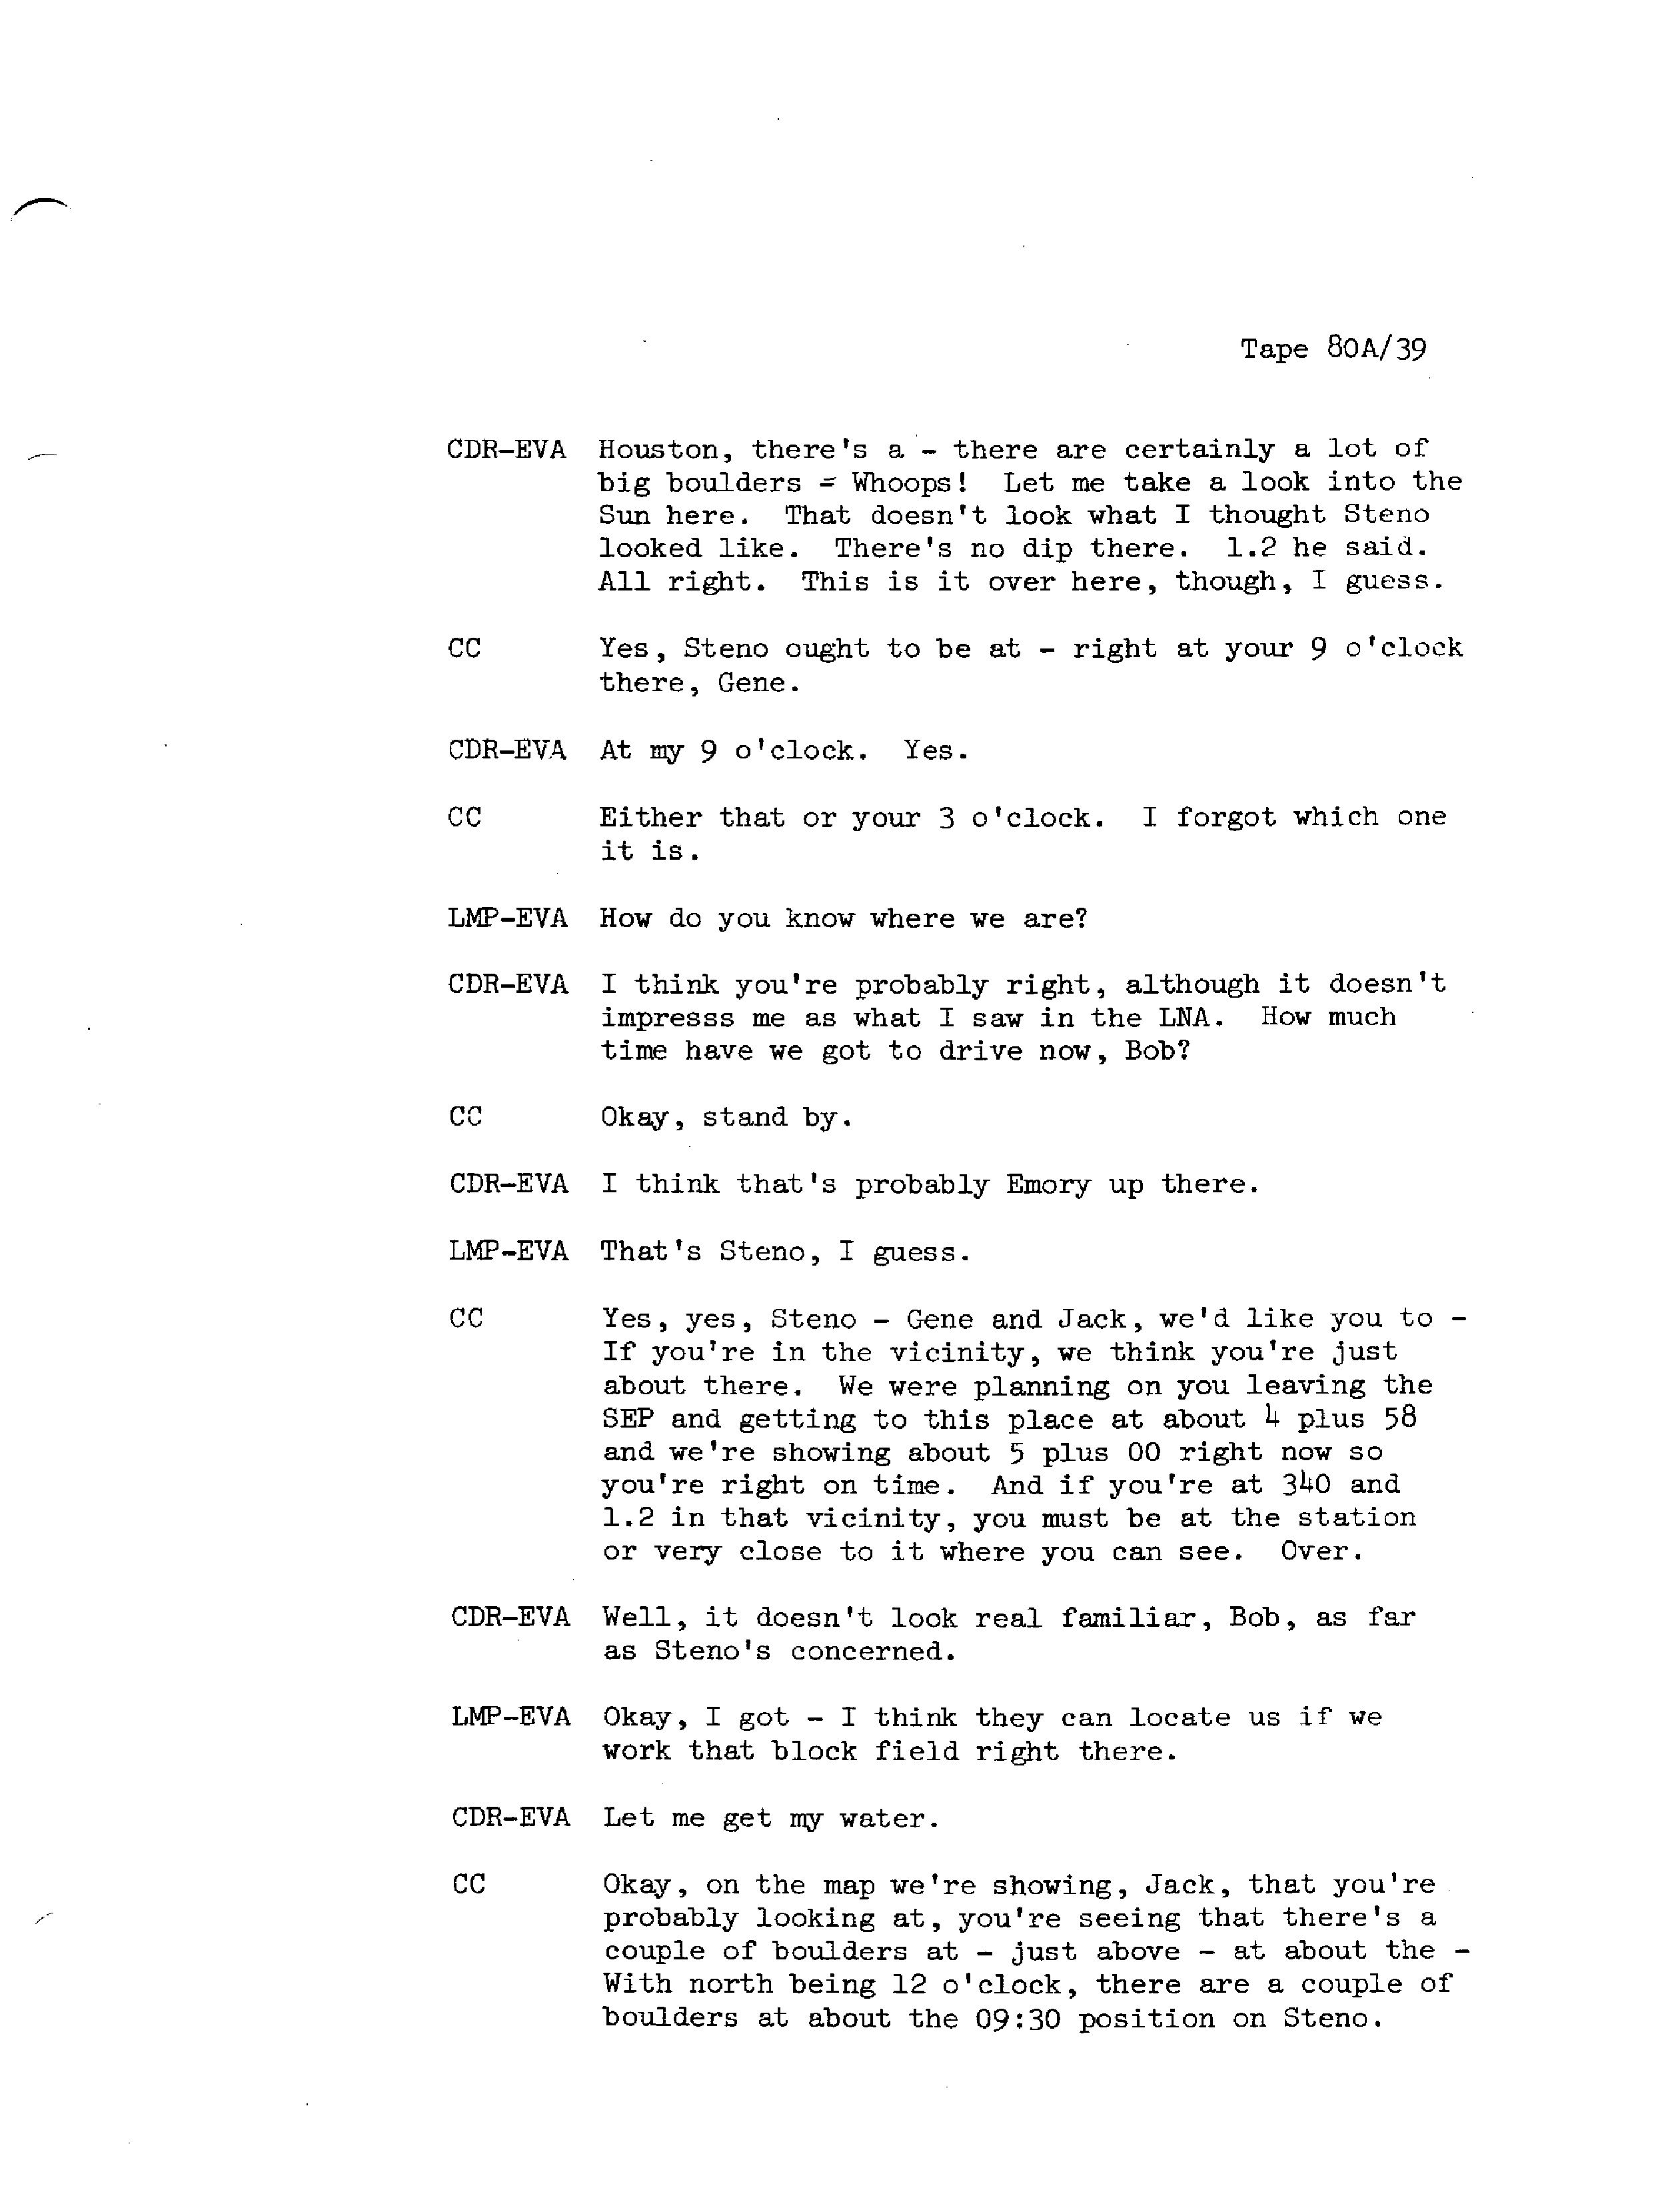 Tape 80A/39
CDR-EVA Houston, there's a - there are certainly a lot of
big boulders = Whoops! Let me take a look into the
Sun here. That doesn't look what I thought Steno
looked like. There's no dip there. 1.2 he said.
All right. This is it over here, though, I guess.
CC Yes, Steno ought to be at - right at your 9 o'clock
there, Gene.
CDR-EVA At my 9 o'clock. Yes.
CC Either that or your 3 o'clock. I forgot which one
it is.
LMP-EVA How do you know where we are?
CDR-EVA I think you're probably right, although it doesn't
impresss me as what I saw in the LNA. How much
time have we got to drive now, Bob?
CC Okay, stand by.
CDR-EVA I think that's probably Emory up there.
LMP-EVA That's Steno, I guess.
CC Yes, yes, Steno - Gene and Jack, we'd like you to -
If you're in the vicinity, we think you're just
about there. We were planning on you leaving the
SEP and getting to this place at about 4 plus 58
and we're showing about 5 plus 00 right now so
you're right on time. And if you're at 340 and
1.2 in that vicinity, you must be at the station
or very close to it where you can see. Over.
CDR-EVA Well, it doesn't look real familiar, Bob, as far
as Steno's concerned.
LMP-EVA Okay, I got - I think they can locate us if we
work that block field right there.
CDR-EVA Let me get my water.
CC Okay, on the map we're showing, Jack, that you're
probably looking at, you're seeing that there's a
couple of boulders at - just above - at about the -
With north being 12 o'clock, there are a couple of
boulders at about the 09:30 position on Steno.